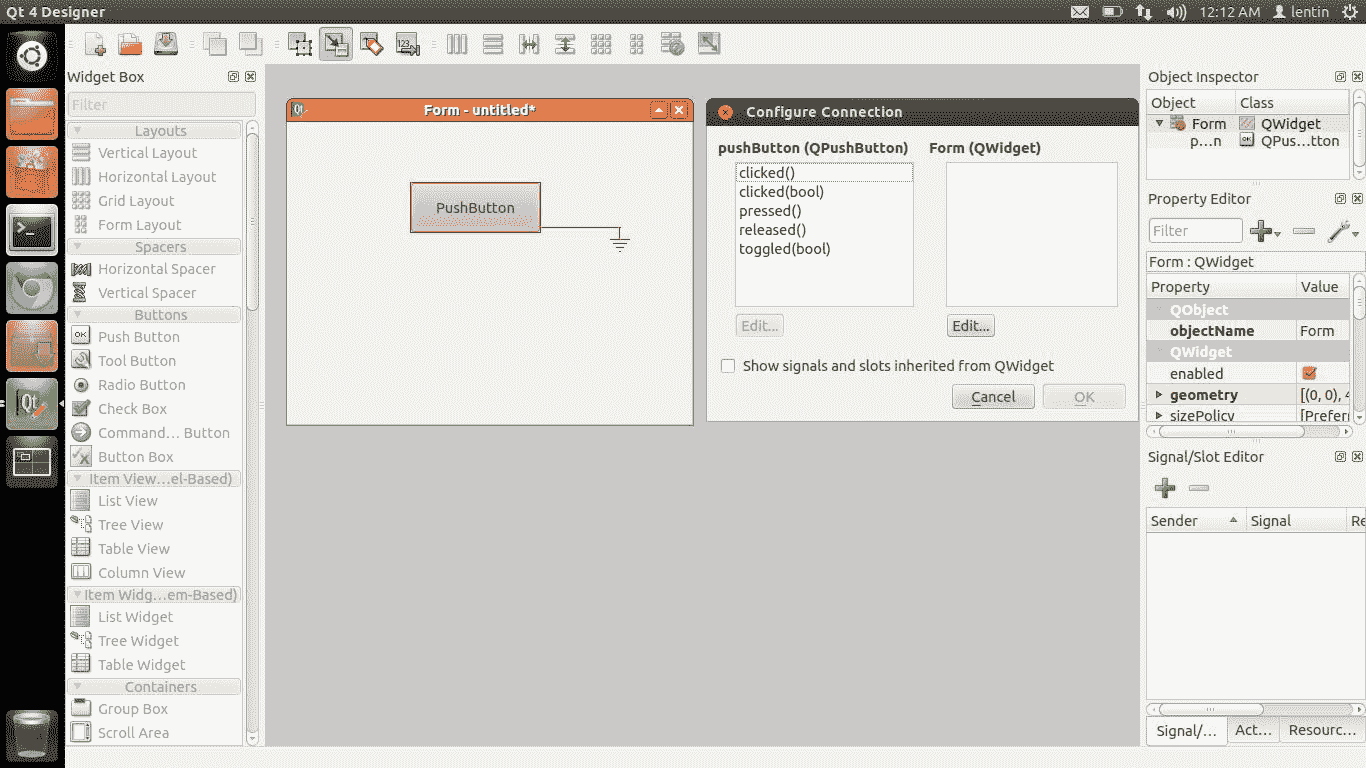 Qt 4 Designer
12:12 AM lentin
Widget Box
Filter
Layouts
Vertical Layout
Horizontal Layout
Grid Layout
Form Layout
Spacers
Horizontal Spacer
Vertical Spacer
Buttons
OK Push Button
Tool Button
Radio Button
Check Box
Command... Button
Button Box
Item View...el-Based)
List View
Tree View
Table View
Column View
Item Widg...em-Based)
List Widget
Tree Widget
Table Widget
Containers
Group Box
Scroll Area
123
Qt Form - untitled*
PushButton
Configure Connection
pushButton (QPushButton) Form (QWidget)
clicked()
clicked(bool)
pressed()
released()
toggled(bool)
Edit... Edit...
Show signals and slots inherited from QWidget
Cancel OK
Object Inspector
Object Class
Form QWidget
p...n OK QPus...tton
Property Editor
Filter
Form : QWidget
Property Value
QObject
objectName Form
QWidget
enabled
geometry [(0, 0), 4
sizePolicy [Preferr
Signal/Slot Editor
Sender Signal Re
Signal/... Act... Resourc...
Qt